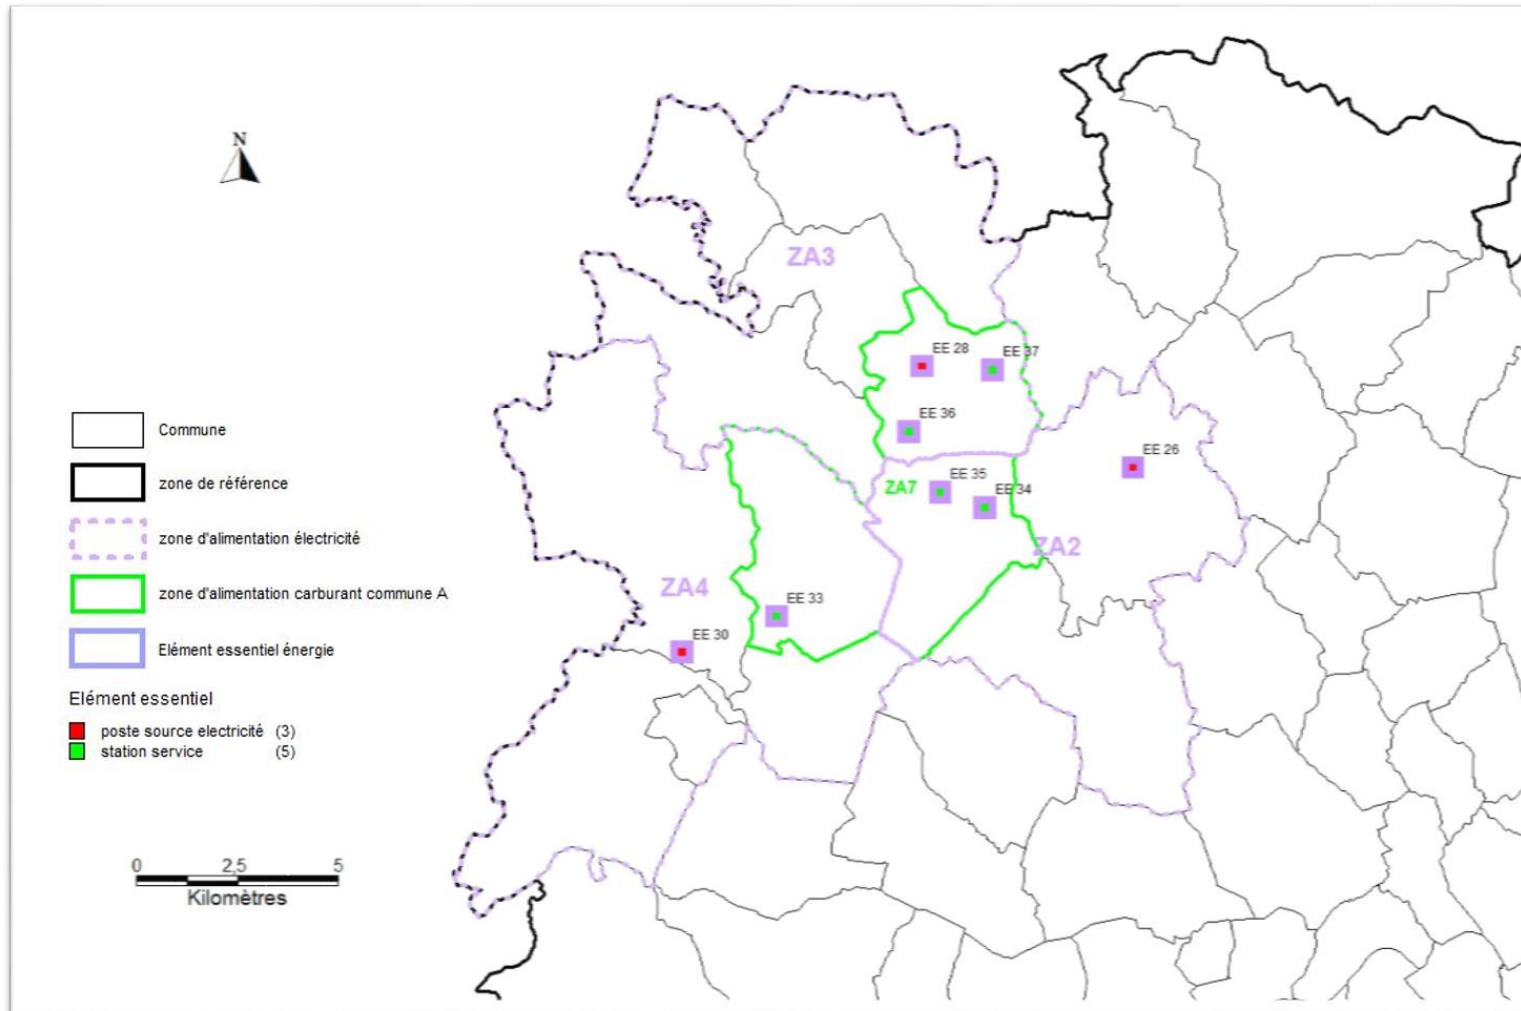 N
ZA3
EE 28
EE 37
EE 36
EE 26
EE 35
ZA7
EE 34
ZA2
ZA4
EE 33
EE 30
Commune
zone de référence
zone d'alimentation électricité
zone d'alimentation carburant commune A
Elément essentiel énergie
Elément essentiel
poste source electricité (3)
station service (5)
0 2,5 5
Kilomètres